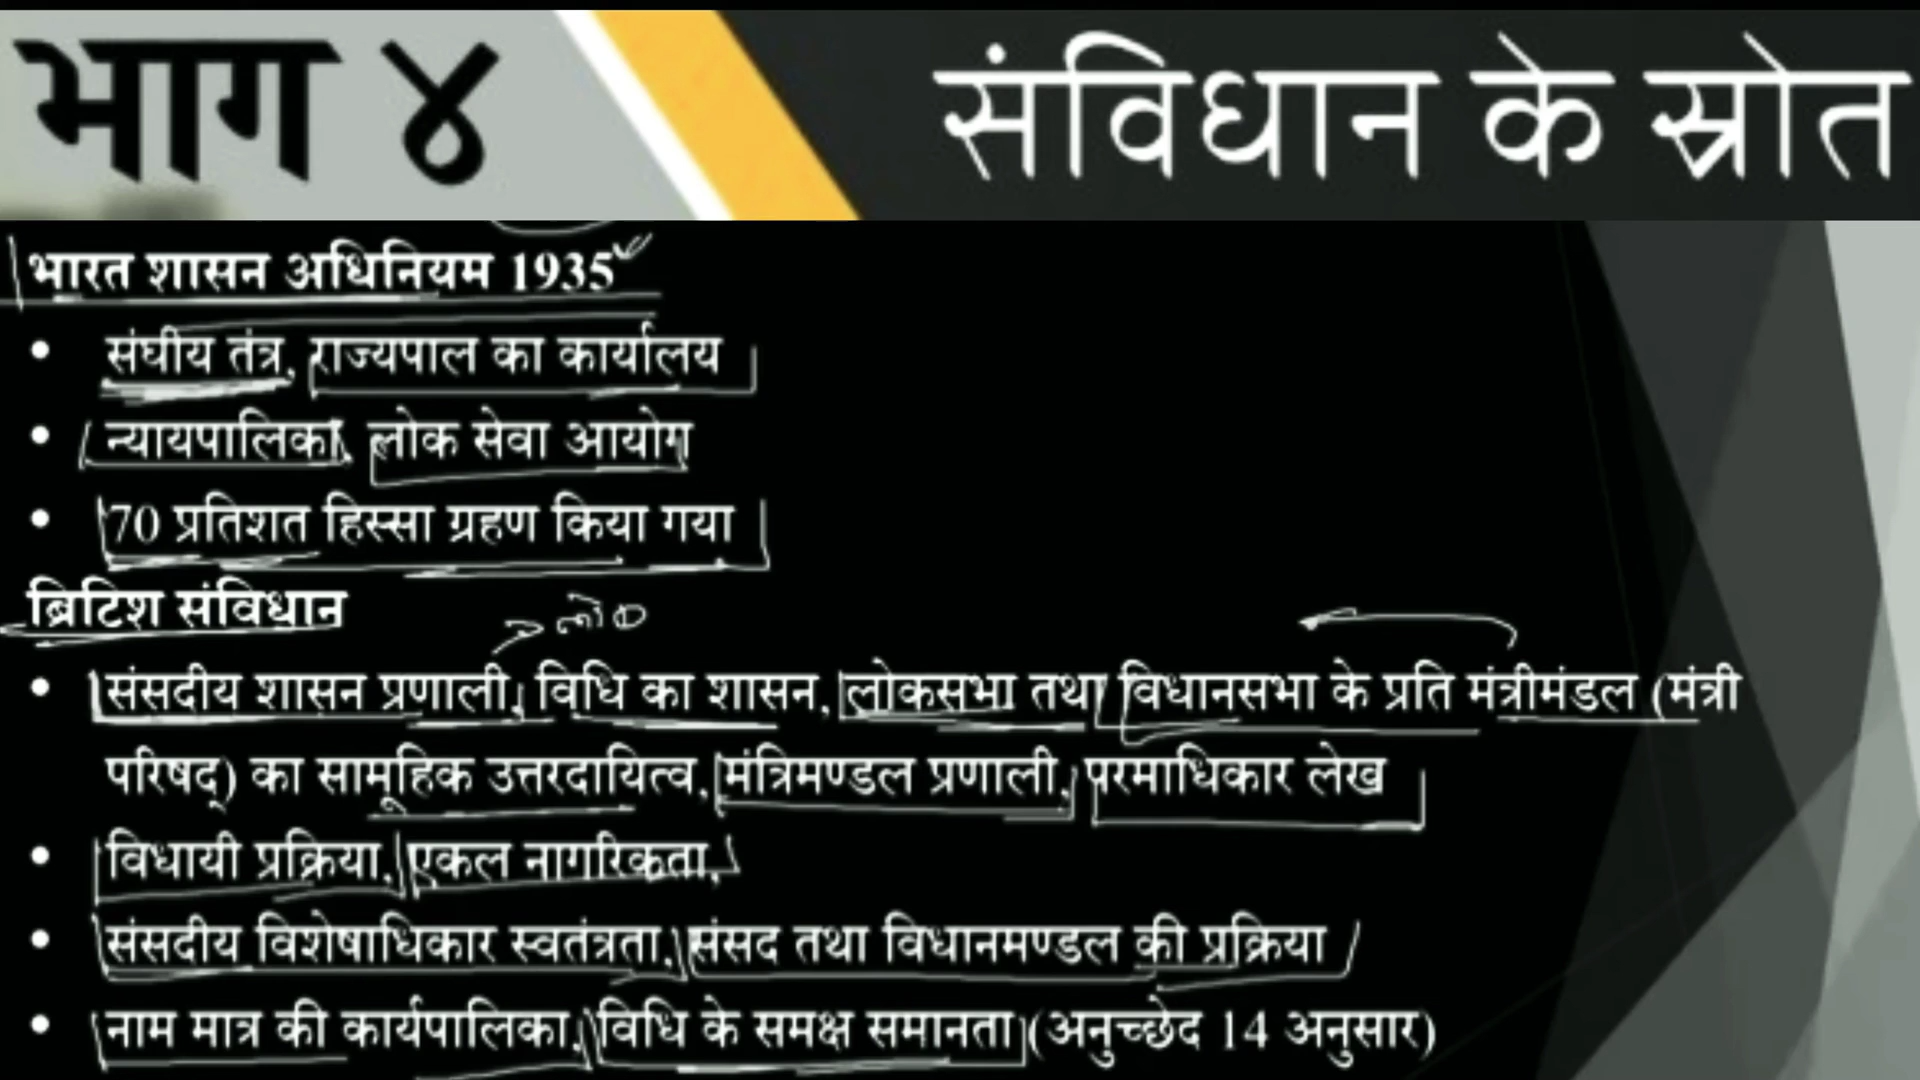 भाग ४
संविधान के स्रोत
भारत शासन अधिनियम 1935
• संघीय तंत्र, राज्यपाल का कार्यालय
• न्यायपालिका, लोक सेवा आयोग
• 70 प्रतिशत हिस्सा ग्रहण किया गया
ब्रिटिश संविधान
• संसदीय शासन प्रणाली, विधि का शासन, लोकसभा तथा विधानसभा के प्रति मंत्रीमंडल (मंत्री
परिषद्) का सामूहिक उत्तरदायित्व, मंत्रिमण्डल प्रणाली, परमाधिकार लेख
• विधायी प्रक्रिया, एकल नागरिकता,
• संसदीय विशेषाधिकार स्वतंत्रता, संसद तथा विधानमण्डल की प्रक्रिया
• नाम मात्र की कार्यपालिका, विधि के समक्ष समानता (अनुच्छेद 14 अनुसार)